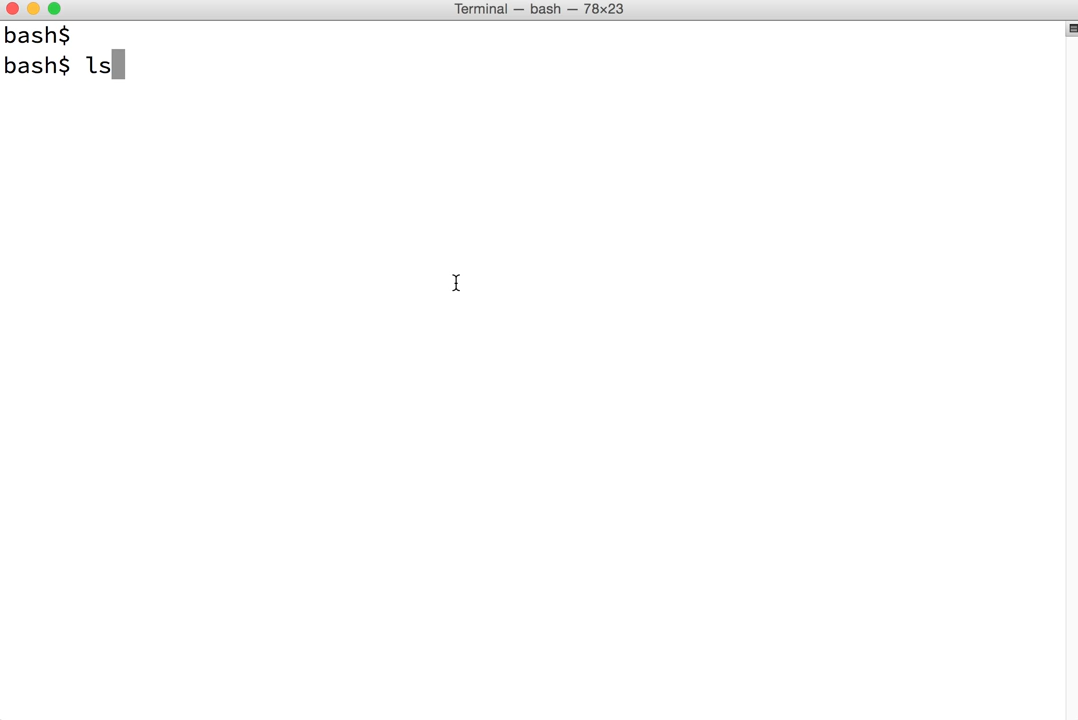 Terminal — bash — 78×23
bash$
bash$ ls